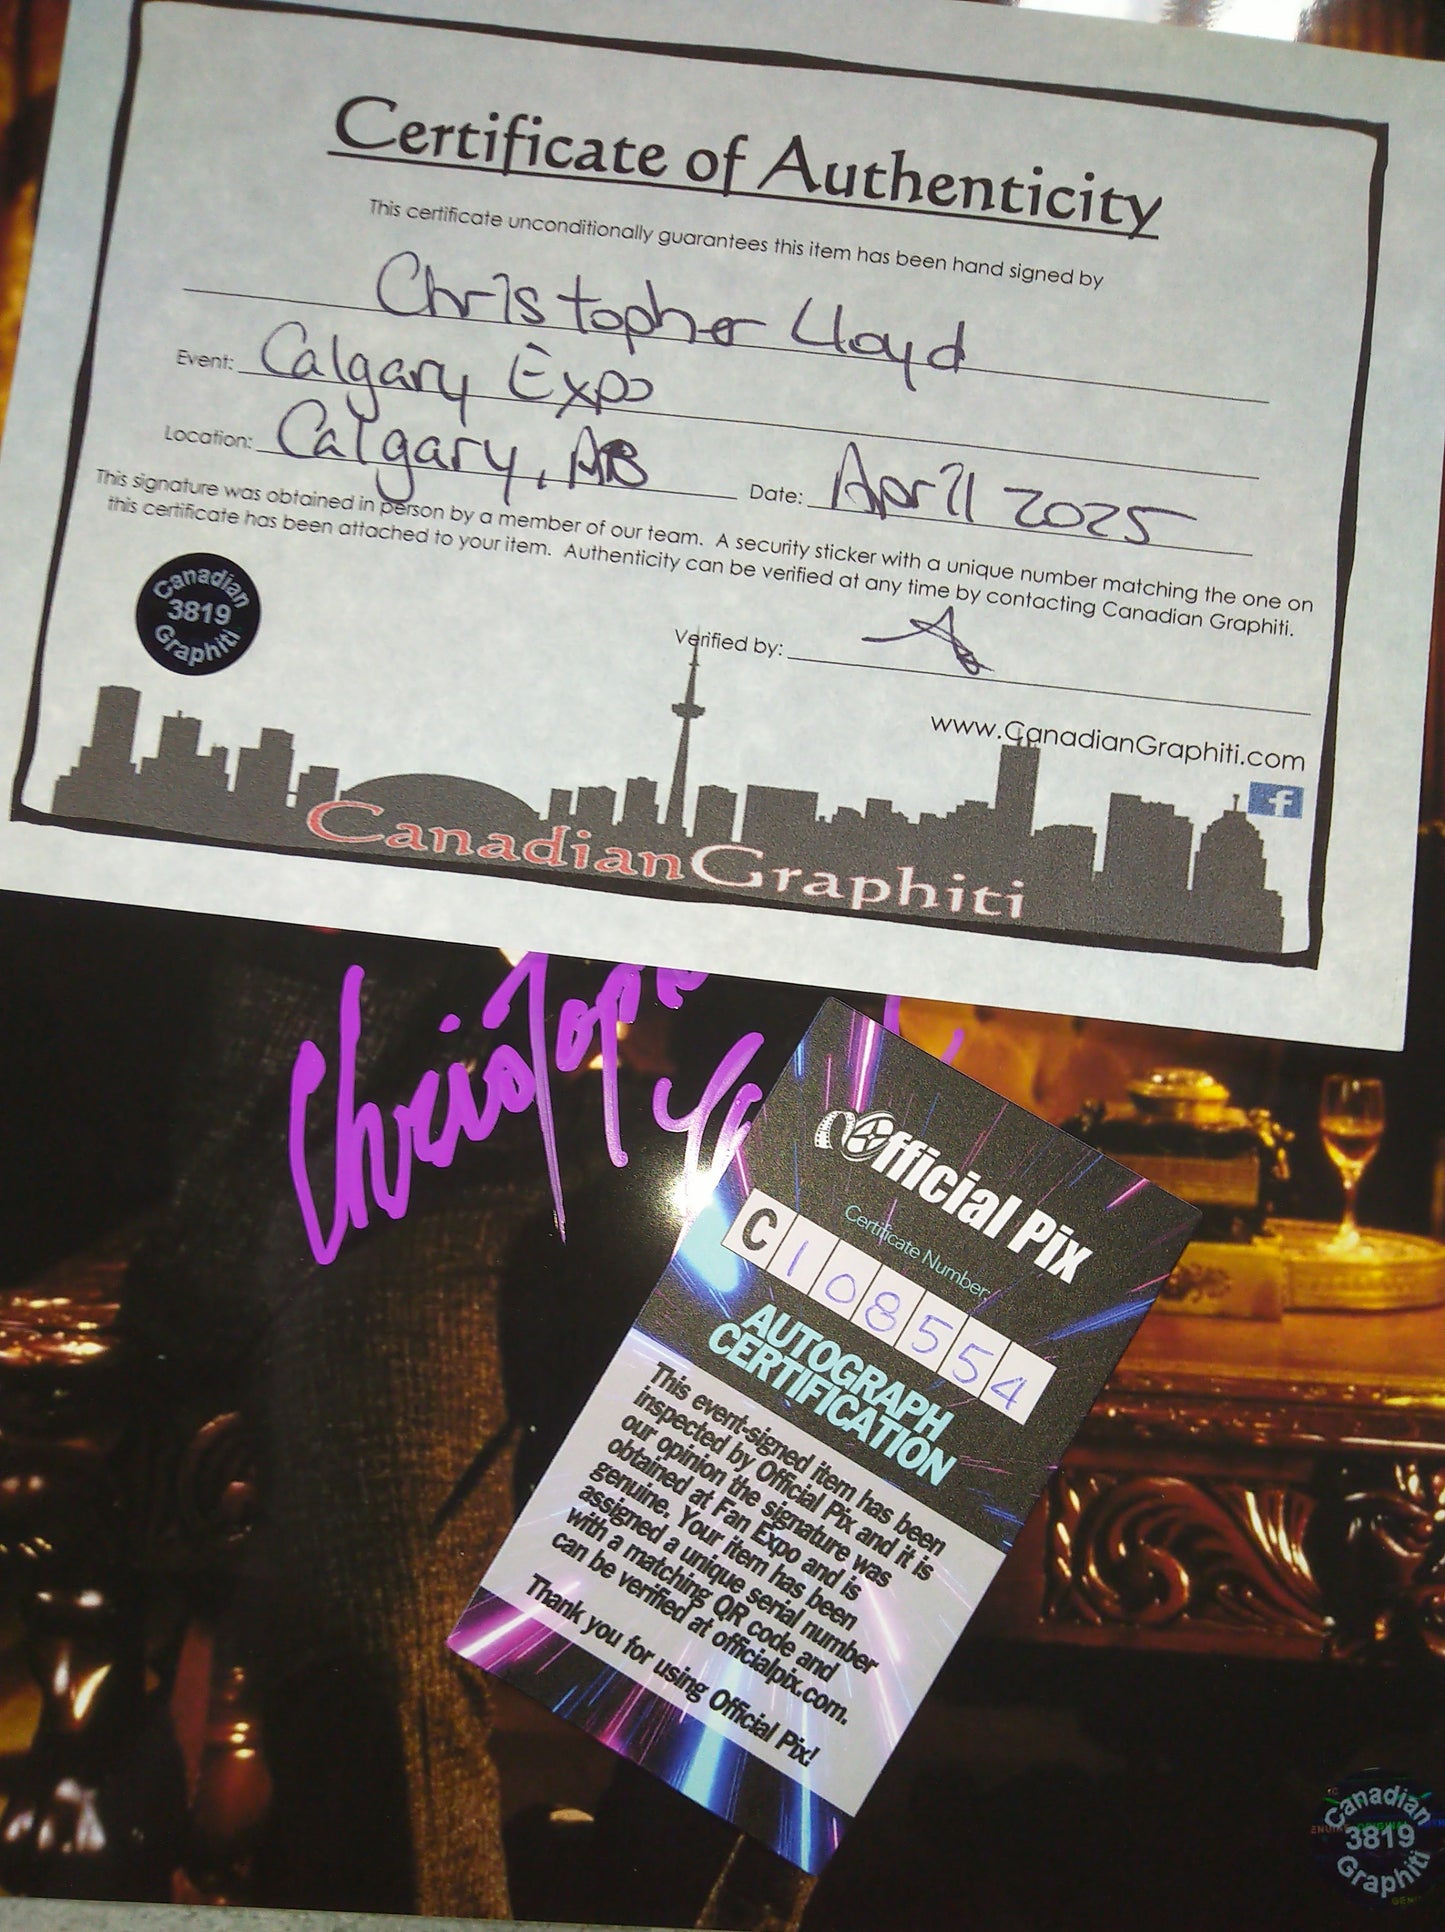 Certificate of Authenticity
This certificate unconditionally guarantees this item has been hand signed by
Christopher Lloyd
Event: Calgary Expo
Location: Calgary, AB Date: April 2025
This signature was obtained in person by a member of our team. A security sticker with a unique number matching the one on
this certificate has been attached to your item. Authenticity can be verified at any time by contacting Canadian Graphiti.
Canadian
3819
Graphiti
Verified by:
www.CanadianGraphiti.com
f
CanadianGraphiti
Christop
Official Pix
Certificate Number:
C108554
AUTOGRAPH
CERTIFICATION
This event-signed item has been
inspected by Official Pix and it is
our opinion the signature was
obtained at Fan Expo and is
genuine. Your item has been
assigned a unique serial number
with a matching QR code and
can be verified at officialpix.com.
Thank you for using Official Pix!
Canadian
3819
Graphiti